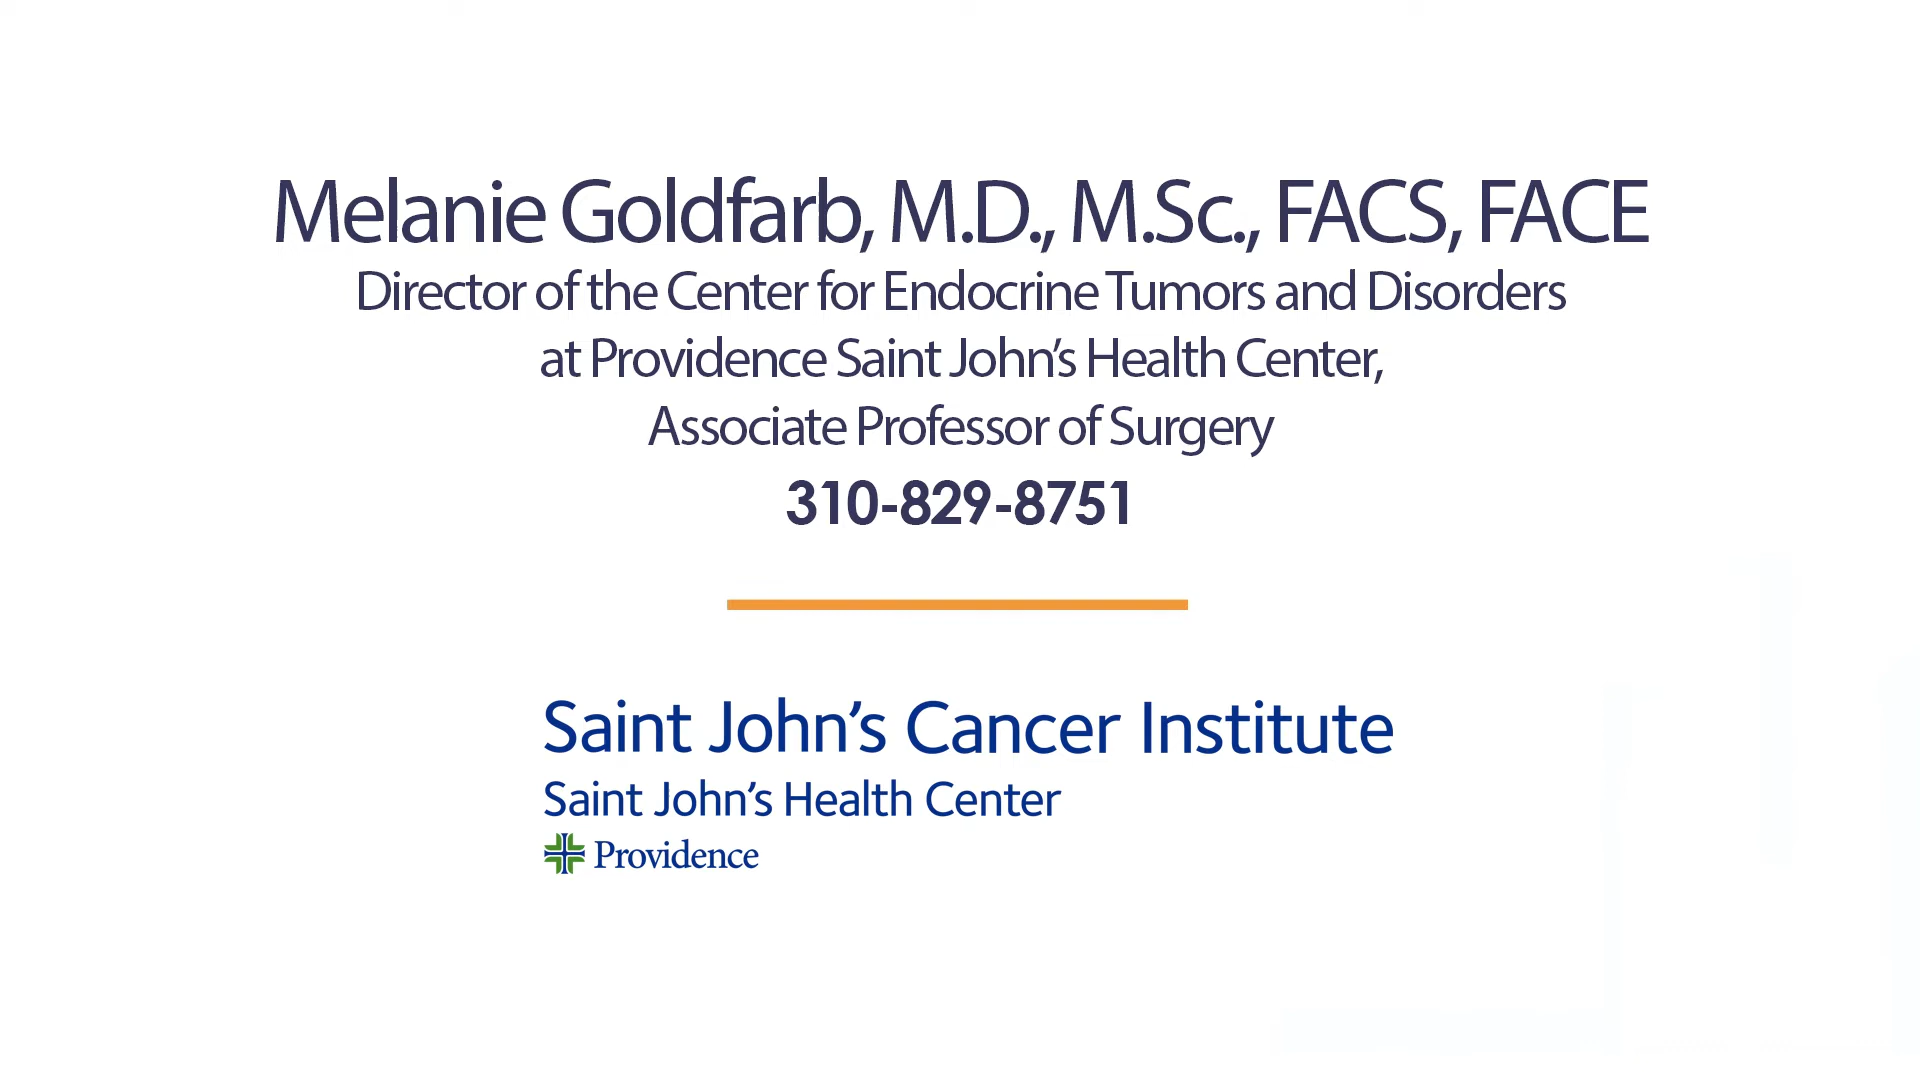 Melanie Goldfarb, M.D., M.Sc., FACS, FACE
Director of the Center for Endocrine Tumors and Disorders
at Providence Saint John’s Health Center,
Associate Professor of Surgery
310-829-8751
Saint John’s Cancer Institute
Saint John’s Health Center
Providence